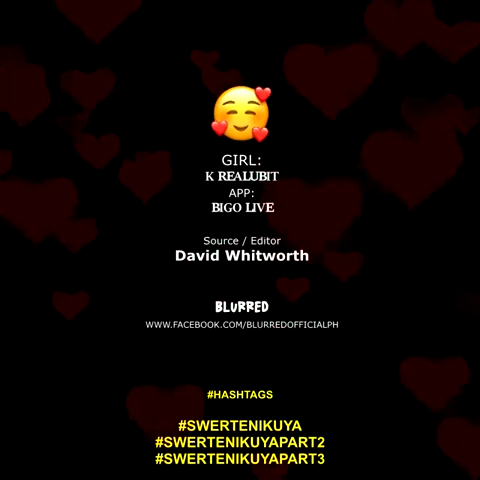 GIRL:
K REALUBIT
APP:
BIGO LIVE
Source / Editor
David Whitworth
BLURRED
WWW.FACEBOOK.COM/BLURREDOFFICIALPH
#HASHTAGS
#SWERTENIKUYA
#SWERTENIKUYAPART2
#SWERTENIKUYAPART3